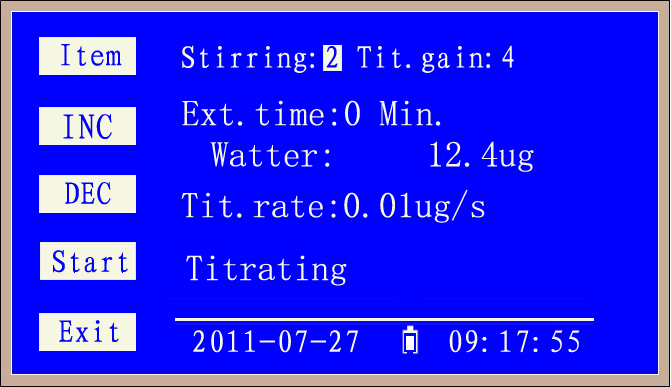 Item Stirring:2 Tit.gain:4
INC Ext.time:0 Min.
Watter: 12.4ug
DEC Tit.rate:0.01ug/s
Start Titrating
Exit 2011-07-27 09:17:55